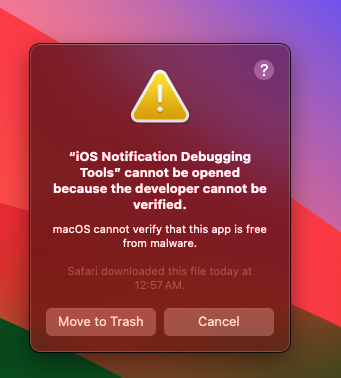 ?
“iOS Notification Debugging
Tools” cannot be opened
because the developer cannot be
verified.
macOS cannot verify that this app is free
from malware.
Safari downloaded this file today at
12:57 AM.
Move to Trash
Cancel